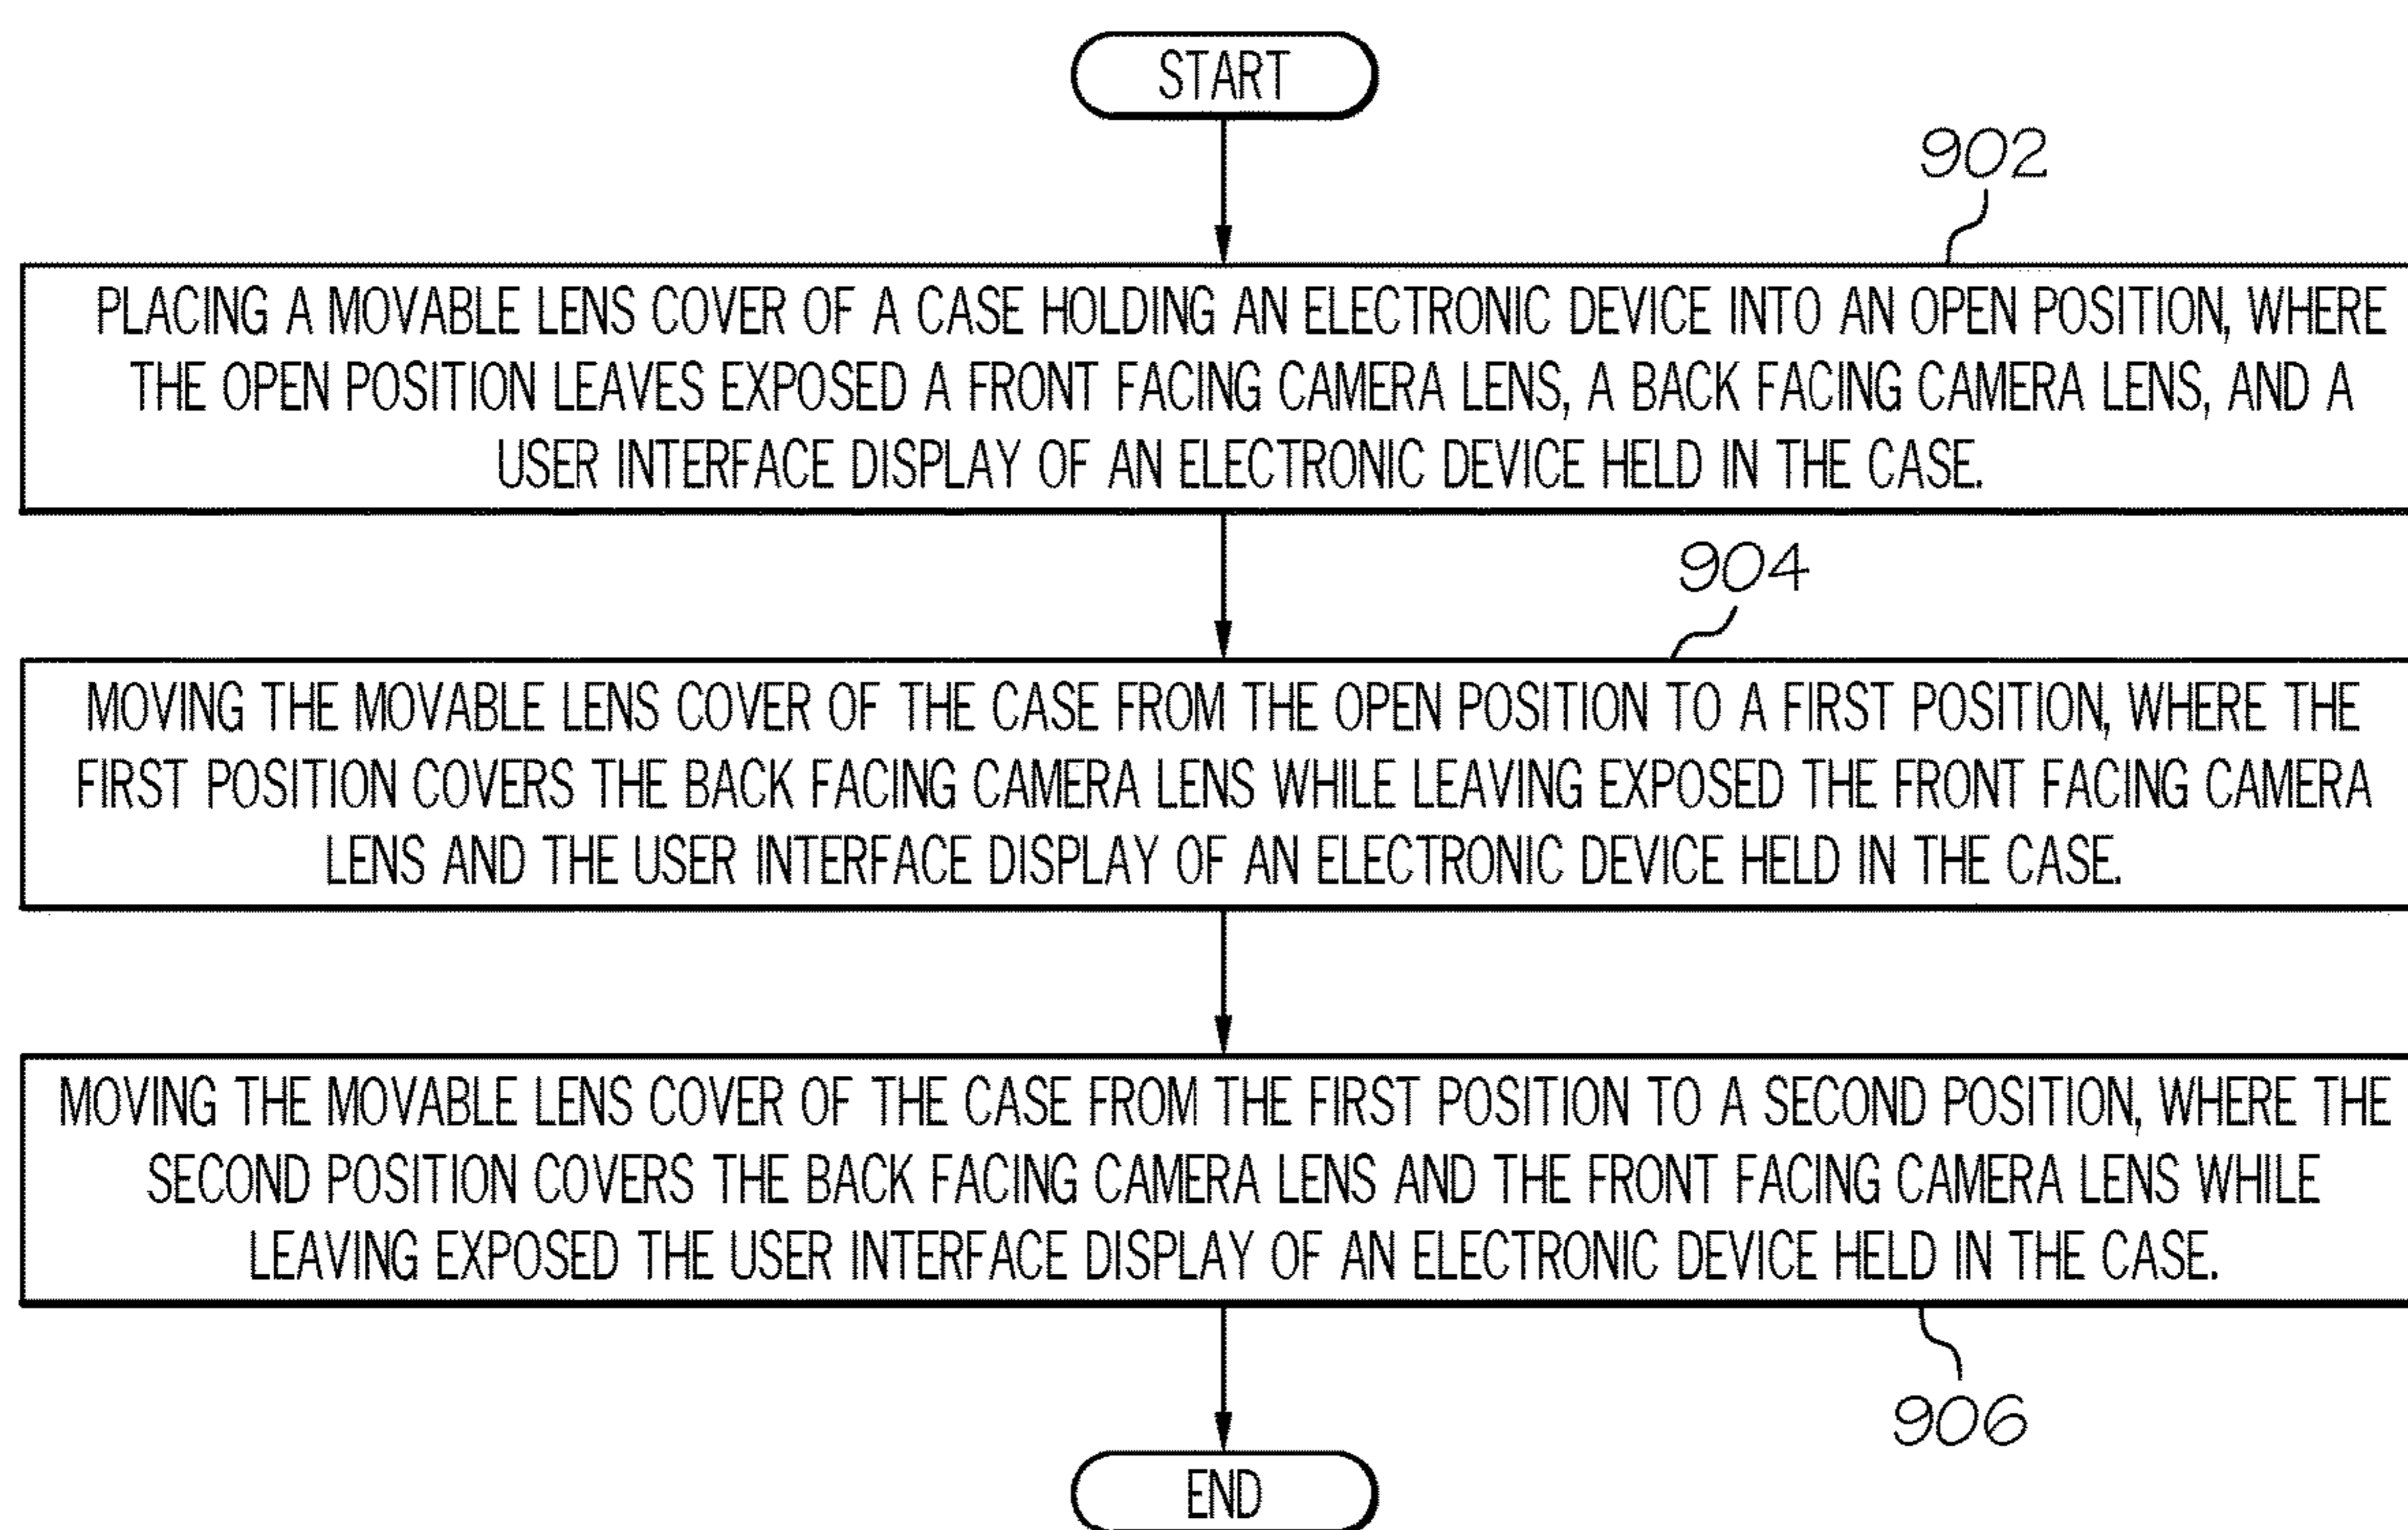 START
902
PLACING A MOVABLE LENS COVER OF A CASE HOLDING AN ELECTRONIC DEVICE INTO AN OPEN POSITION, WHERE
THE OPEN POSITION LEAVES EXPOSED A FRONT FACING CAMERA LENS, A BACK FACING CAMERA LENS, AND A
USER INTERFACE DISPLAY OF AN ELECTRONIC DEVICE HELD IN THE CASE.
904
MOVING THE MOVABLE LENS COVER OF THE CASE FROM THE OPEN POSITION TO A FIRST POSITION, WHERE THE
FIRST POSITION COVERS THE BACK FACING CAMERA LENS WHILE LEAVING EXPOSED THE FRONT FACING CAMERA
LENS AND THE USER INTERFACE DISPLAY OF AN ELECTRONIC DEVICE HELD IN THE CASE.
MOVING THE MOVABLE LENS COVER OF THE CASE FROM THE FIRST POSITION TO A SECOND POSITION, WHERE THE
SECOND POSITION COVERS THE BACK FACING CAMERA LENS AND THE FRONT FACING CAMERA LENS WHILE
LEAVING EXPOSED THE USER INTERFACE DISPLAY OF AN ELECTRONIC DEVICE HELD IN THE CASE.
906
END